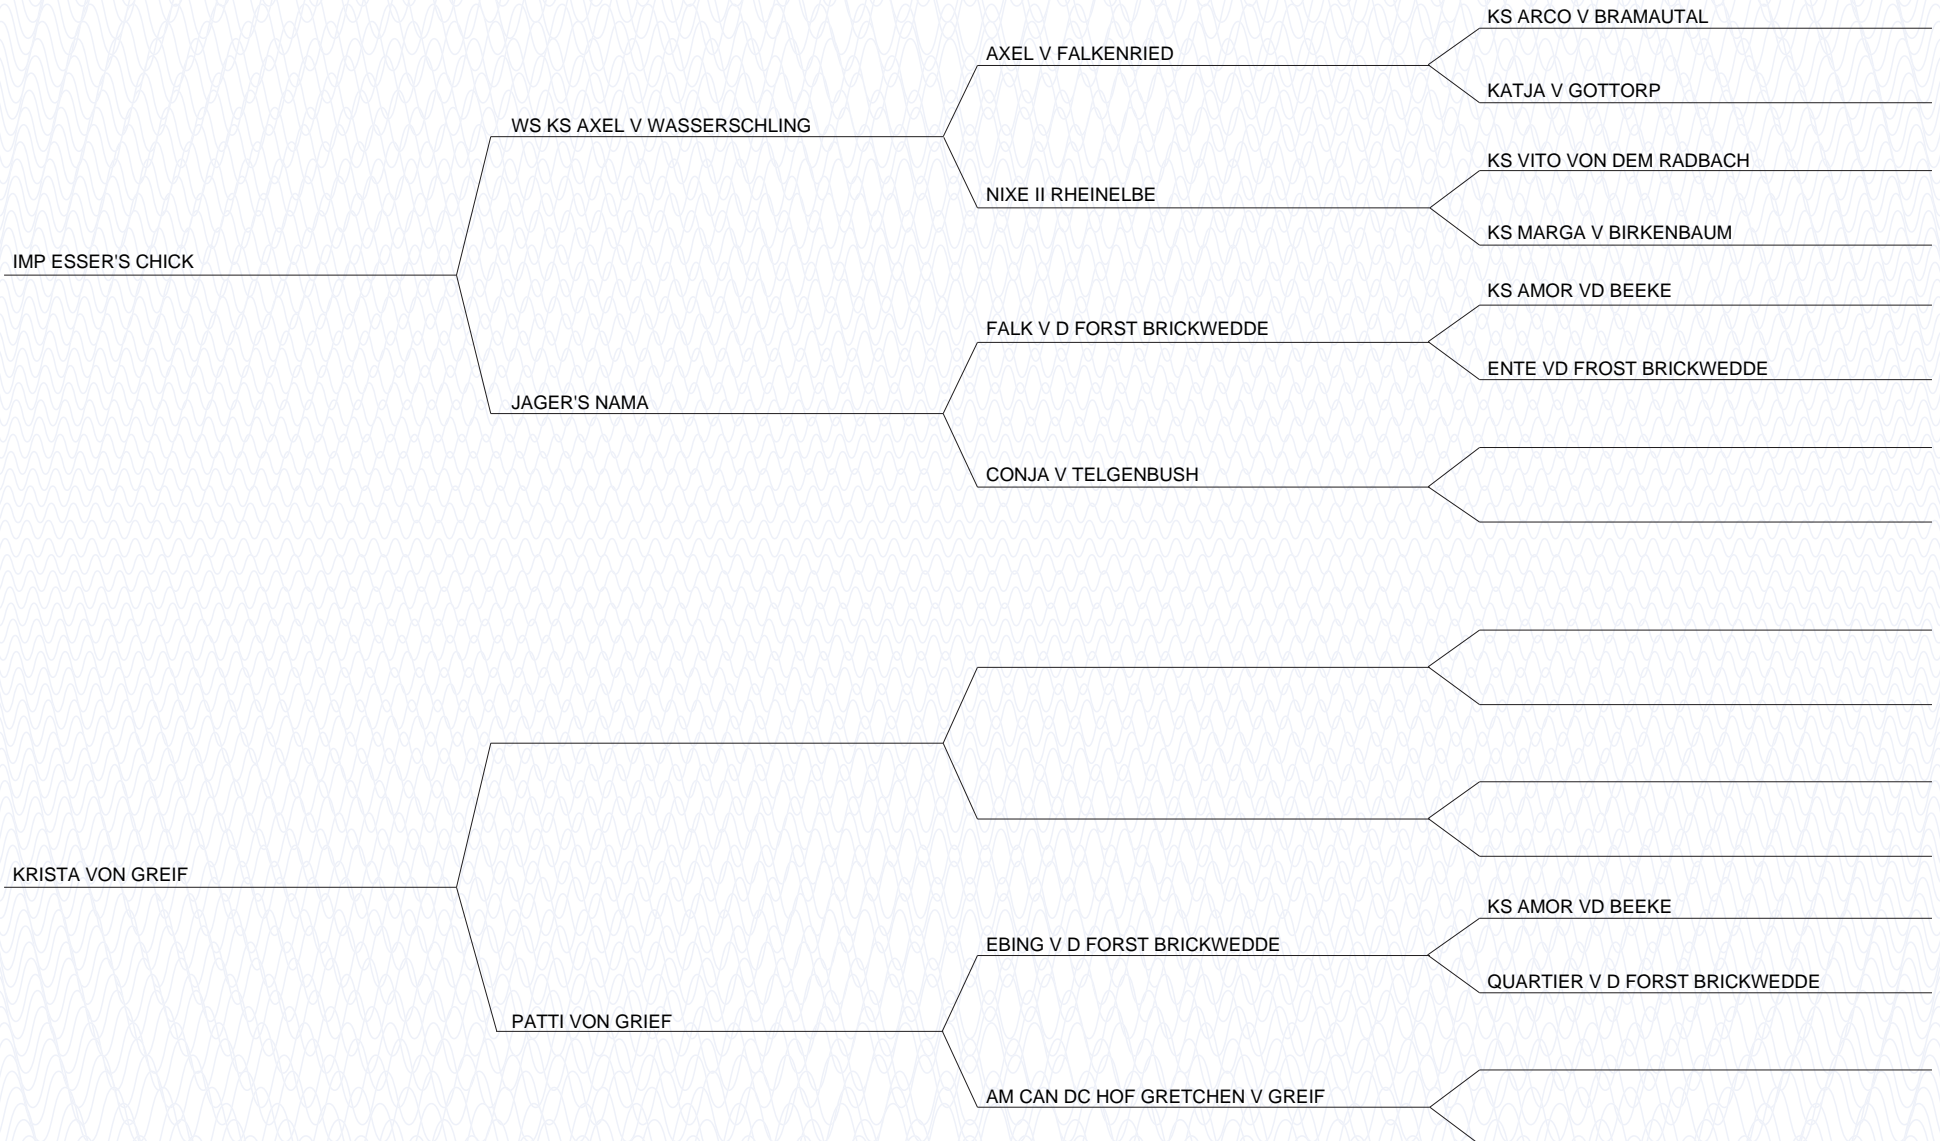 KS ARCO V BRAMAUTAL
AXEL V FALKENRIED
KATJA V GOTTORP
WS KS AXEL V WASSERSCHLING
KS VITO VON DEM RADBACH
NIXE II RHEINELBE
KS MARGA V BIRKENBAUM
IMP ESSER'S CHICK
KS AMOR VD BEEKE
FALK V D FORST BRICKWEDDE
ENTE VD FROST BRICKWEDDE
JAGER'S NAMA
CONJA V TELGENBUSH
KRISTA VON GREIF
KS AMOR VD BEEKE
EBING V D FORST BRICKWEDDE
QUARTIER V D FORST BRICKWEDDE
PATTI VON GRIEF
AM CAN DC HOF GRETCHEN V GREIF